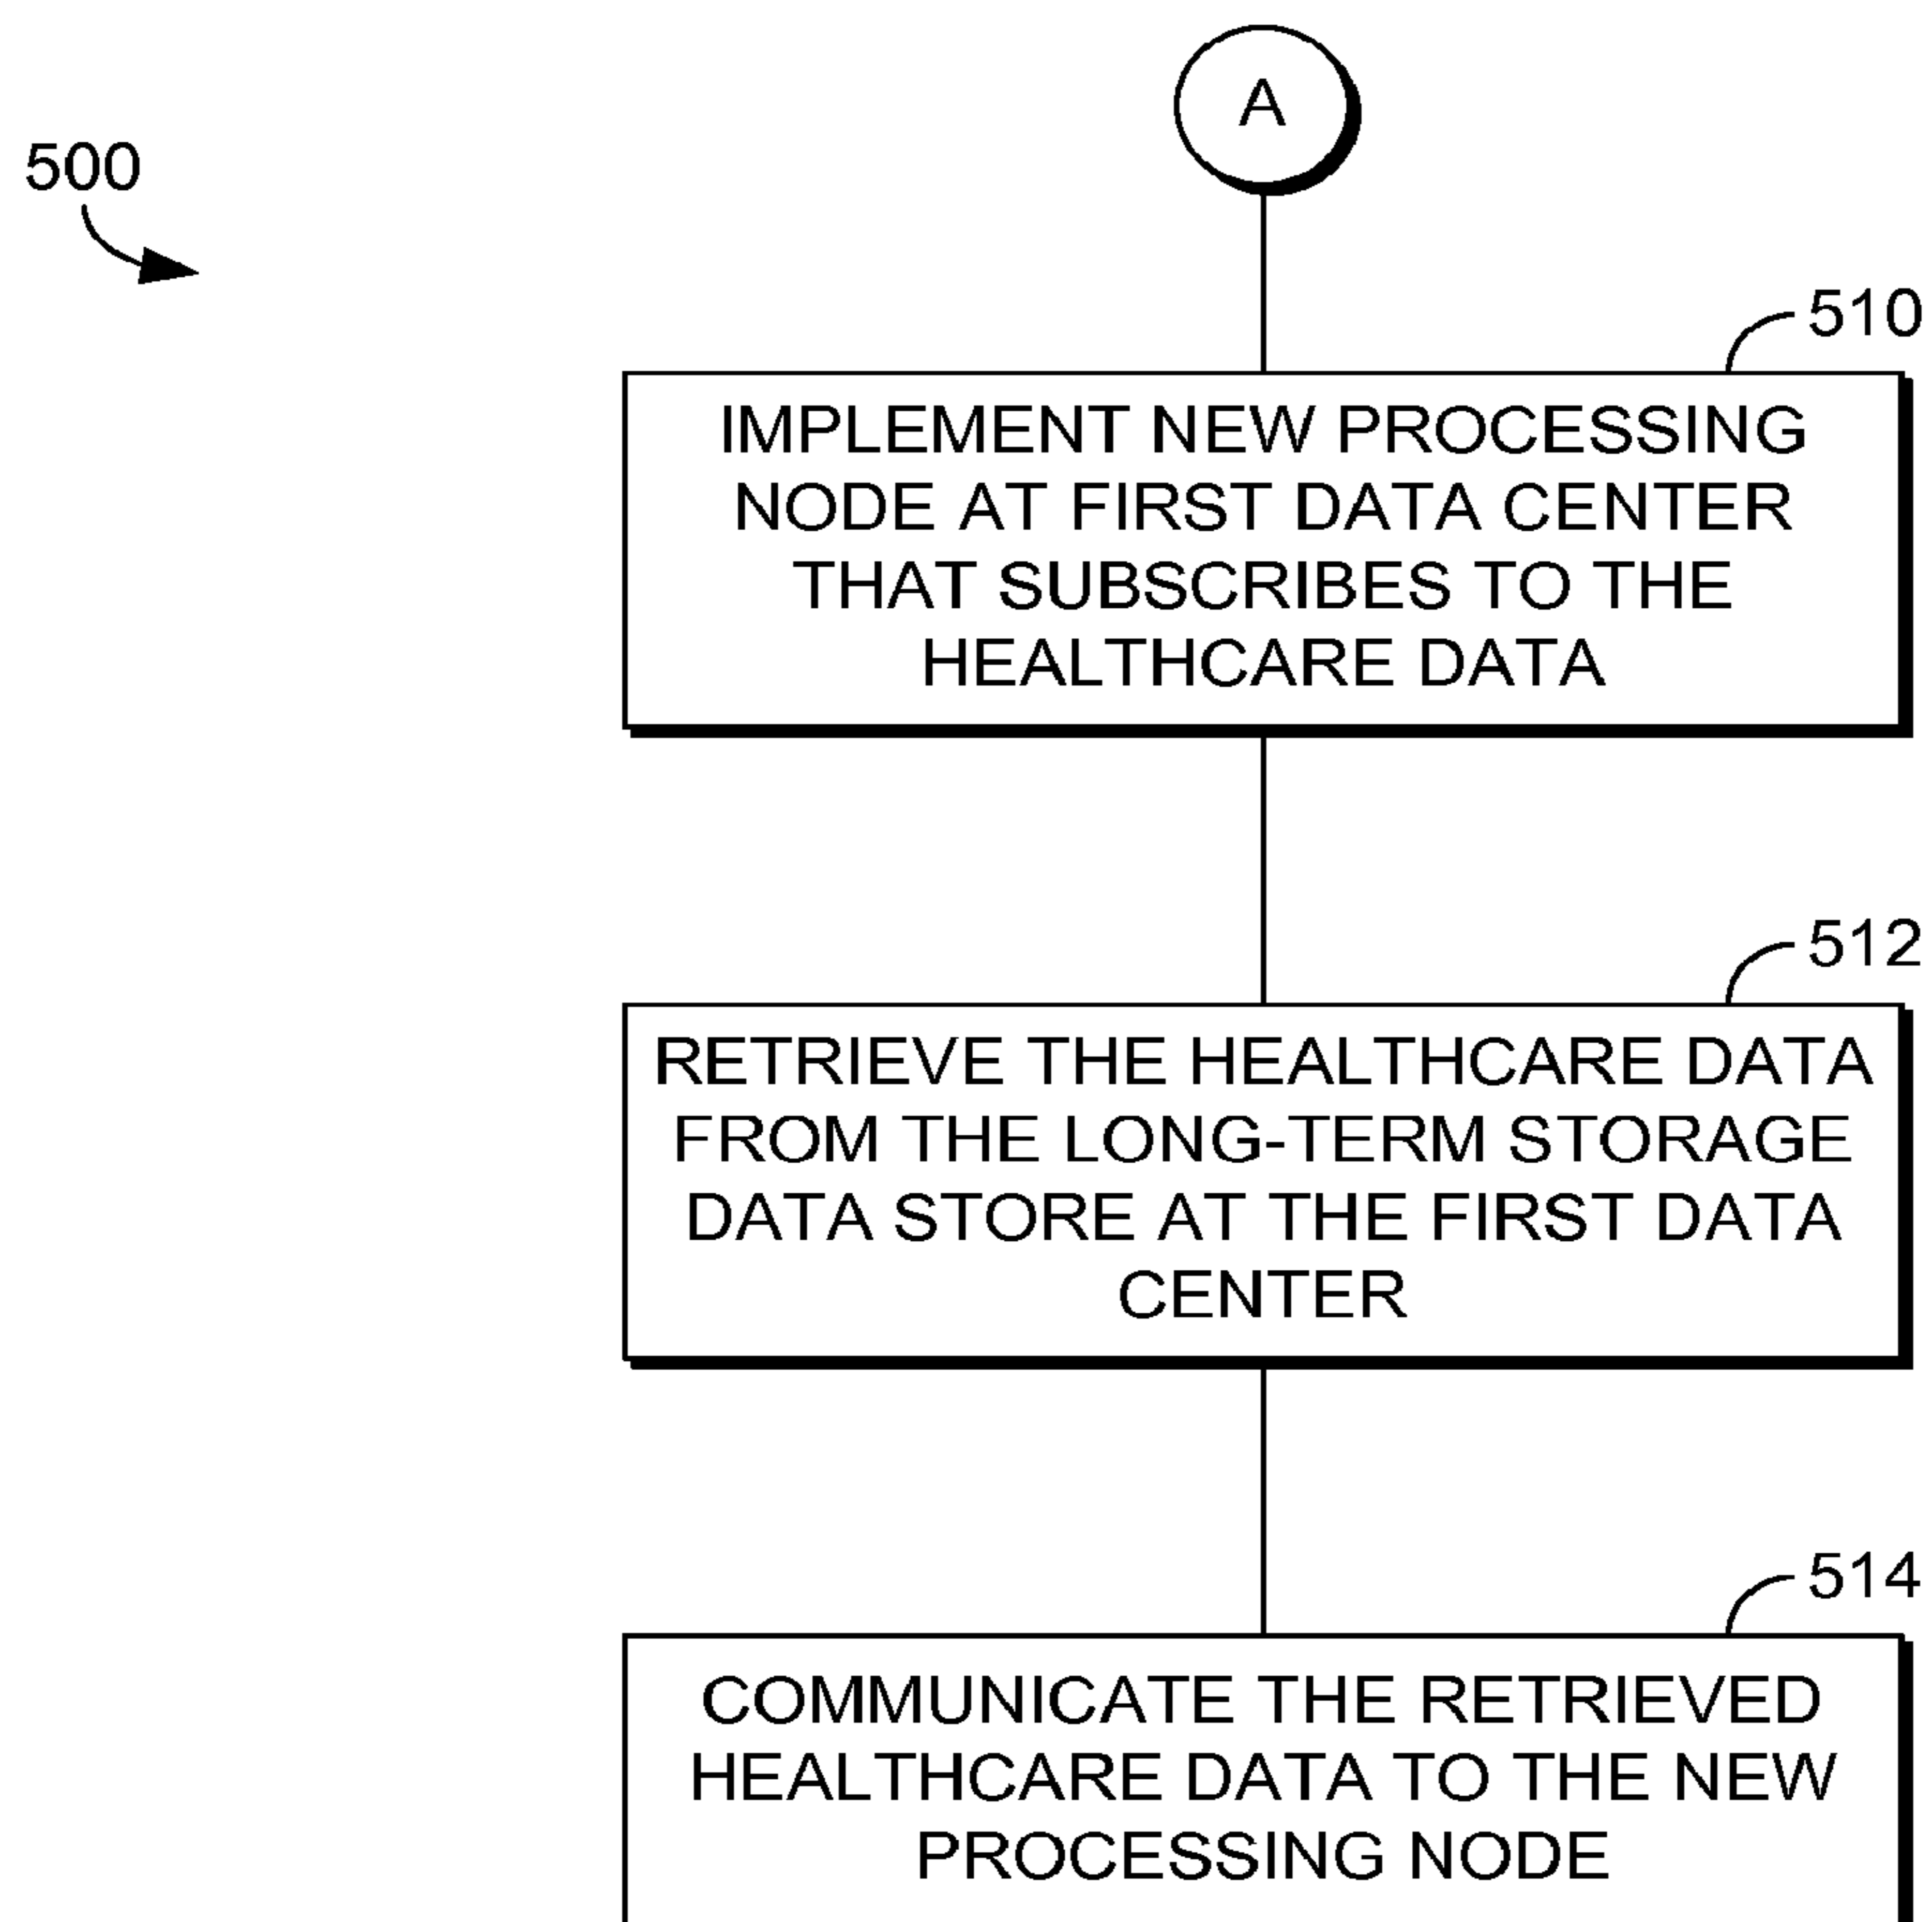 A
500
510
IMPLEMENT NEW PROCESSING
NODE AT FIRST DATA CENTER
THAT SUBSCRIBES TO THE
HEALTHCARE DATA
512
RETRIEVE THE HEALTHCARE DATA
FROM THE LONG-TERM STORAGE
DATA STORE AT THE FIRST DATA
CENTER
514
COMMUNICATE THE RETRIEVED
HEALTHCARE DATA TO THE NEW
PROCESSING NODE